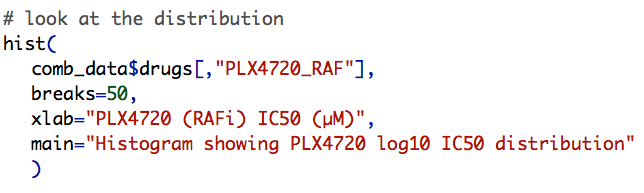 # look at the distribution
hist(
comb_data$drugs[,"PLX4720_RAF"],
breaks=50,
xlab="PLX4720 (RAFi) IC50 (µM)",
main="Histogram showing PLX4720 log10 IC50 distribution"
)